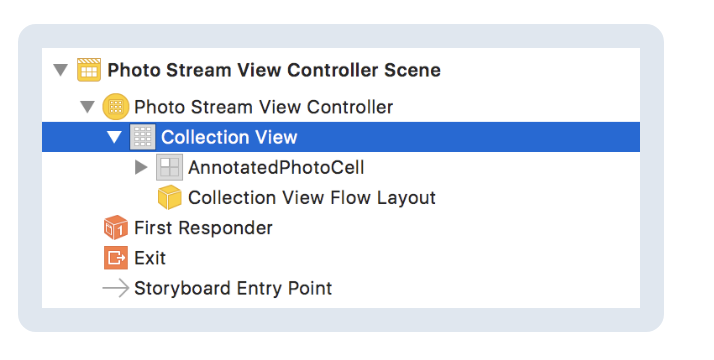 Photo Stream View Controller Scene
Photo Stream View Controller
Collection View
AnnotatedPhotoCell
Collection View Flow Layout
First Responder
Exit
Storyboard Entry Point